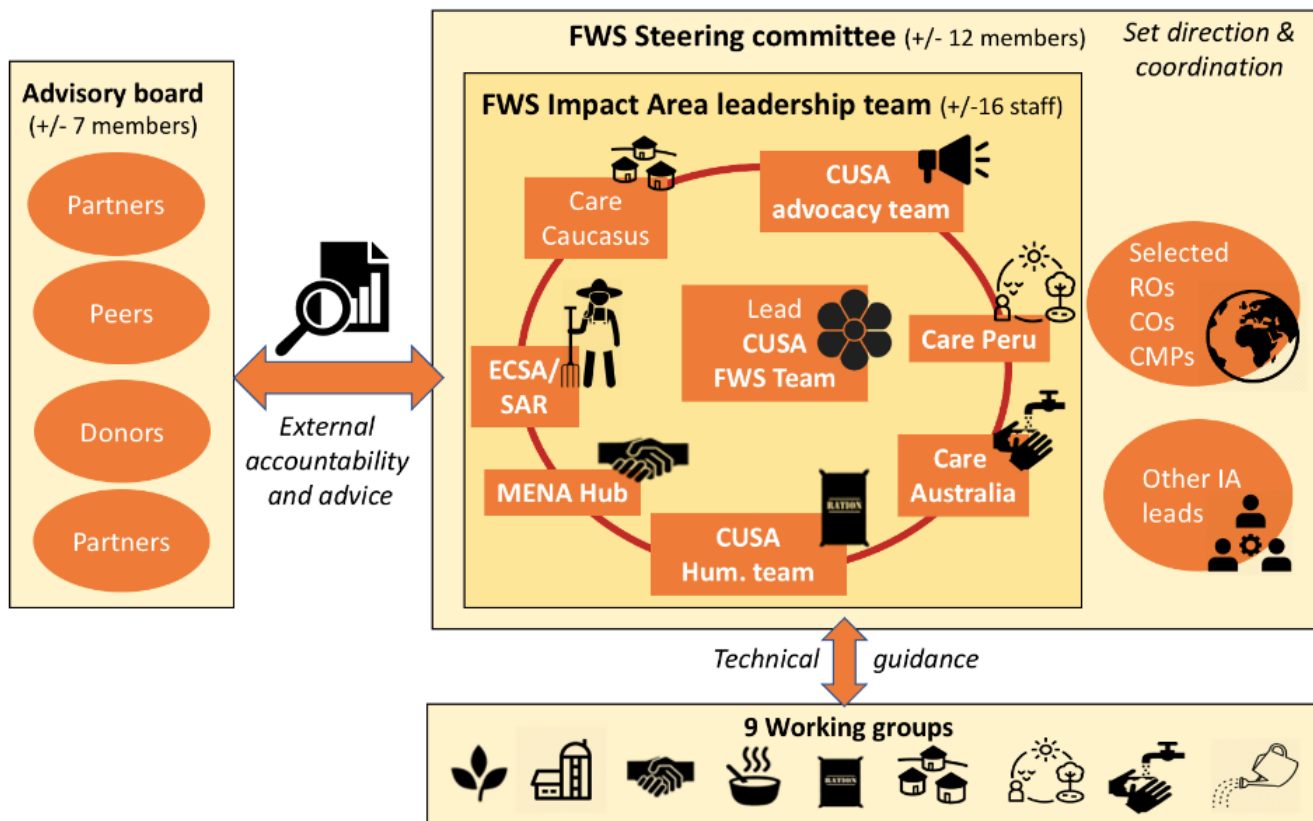 FWS Steering committee (+/- 12 members)
Set direction &
coordination
Advisory board
(+/- 7 members)
Partners
Peers
Donors
Partners
External
accountability
and advice
FWS Impact Area leadership team (+/-16 staff)
Care
Caucasus
CUSA
advocacy team
Lead
CUSA
FWS Team
Care Peru
ECSA/
SAR
MENA Hub
Care
Australia
RATION
CUSA
Hum. team
Selected
ROs
COs
CMPs
Other IA
leads
Technical guidance
9 Working groups
RATION